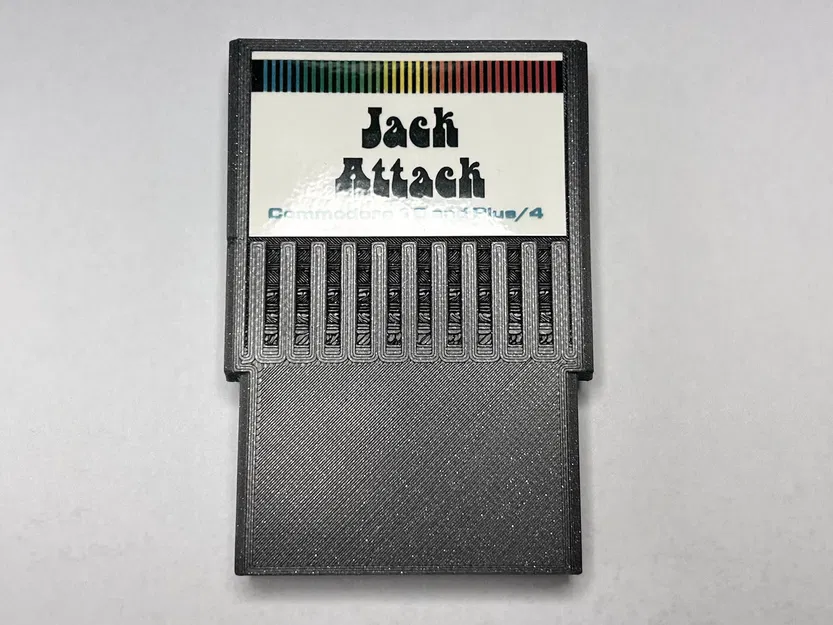 Jack
Attack
Commodore and Plus/4